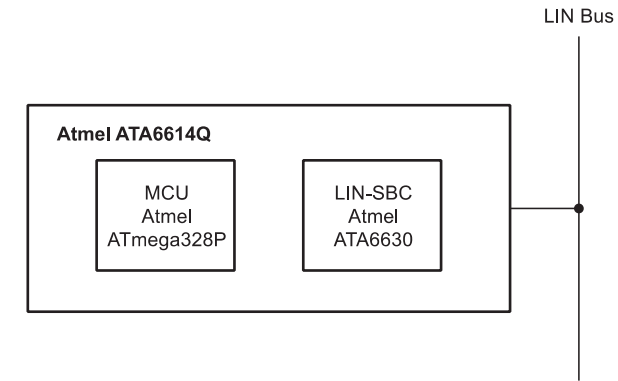 LIN Bus
Atmel ATA6614Q
MCU
Atmel
ATmega328P
LIN-SBC
Atmel
ATA6630